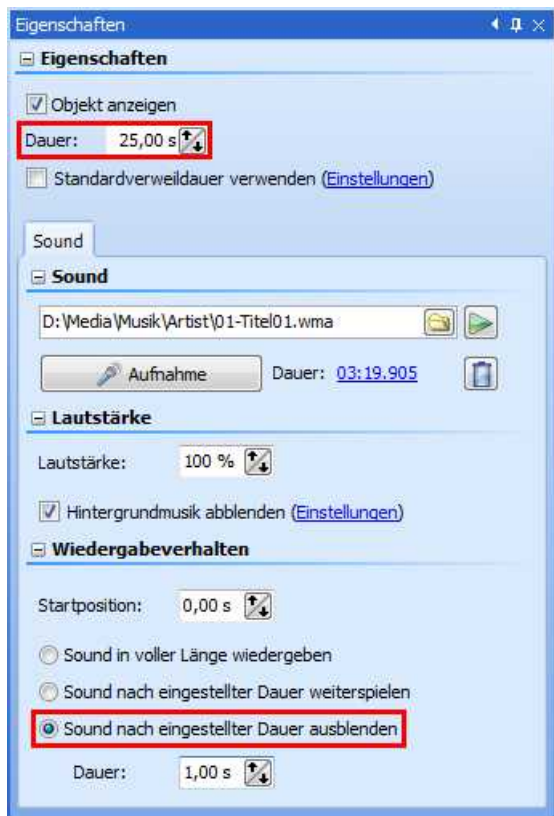 Eigenschaften
Eigenschaften
Objekt anzeigen
Dauer: 25,00 s
Standardverweildauer verwenden (Einstellungen)
Sound
Sound
D:\Media\Musik\Artist\01-Titel01.wma
Aufnahme Dauer: 03:19.905
Lautstärke
Lautstärke: 100 %
Hintergrundmusik abblenden (Einstellungen)
Wiedergabeverhalten
Startposition: 0,00 s
Sound in voller Länge wiedergeben
Sound nach eingestellter Dauer weiterspielen
Sound nach eingestellter Dauer ausblenden
Dauer: 1,00 s